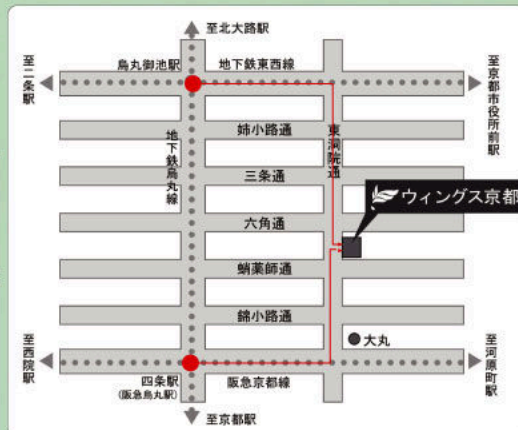 至北大路駅
烏丸御池駅
地下鉄東西線
至二条駅
至京都市役所前駅
地下鉄烏丸線
東洞院通
姉小路通
三条通
ウィングス京都
六角通
蛸薬師通
錦小路通
大丸
至西院駅
至河原町駅
四条駅
(阪急烏丸駅)
阪急京都線
至京都駅